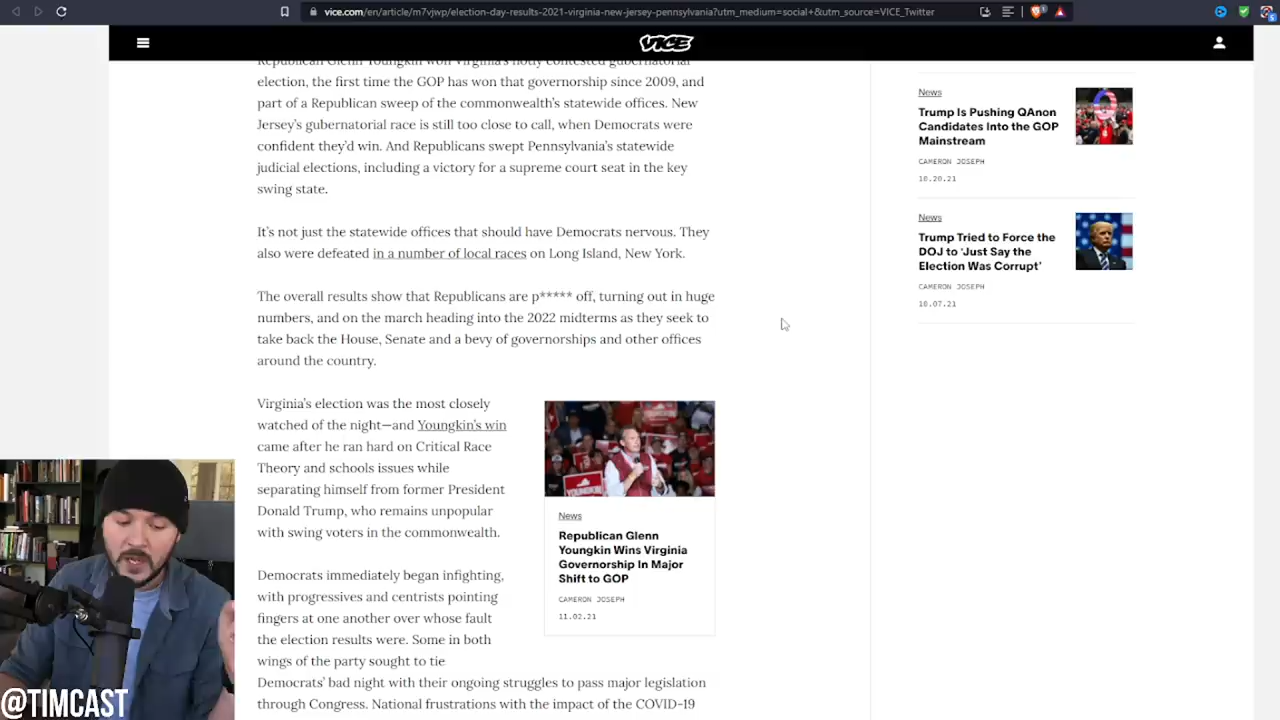 vice.com/en/article/m7vjwp/election-day-results-2021-virginia-new-jersey-pennsylvania?utm_medium=social+&utm_source=VICE_Twitter
VICE
Republican Glenn Youngkin won Virginia's hotly contested gubernatorial
election, the first time the GOP has won that governorship since 2009, and
part of a Republican sweep of the commonwealth's statewide offices. New
Jersey's gubernatorial race is still too close to call, when Democrats were
confident they'd win. And Republicans swept Pennsylvania's statewide
judicial elections, including a victory for a supreme court seat in the key
swing state.
It's not just the statewide offices that should have Democrats nervous. They
also were defeated in a number of local races on Long Island, New York.
The overall results show that Republicans are p***** off, turning out in huge
numbers, and on the march heading into the 2022 midterms as they seek to
take back the House, Senate and a bevy of governorships and other offices
around the country.
Virginia's election was the most closely
watched of the night—and Youngkin's win
came after he ran hard on Critical Race
Theory and schools issues while
separating himself from former President
Donald Trump, who remains unpopular
with swing voters in the commonwealth.
Democrats immediately began infighting,
with progressives and centrists pointing
fingers at one another over whose fault
the election results were. Some in both
wings of the party sought to tie
Democrats' bad night with their ongoing struggles to pass major legislation
through Congress. National frustrations with the impact of the COVID-19
News
Republican Glenn
Youngkin Wins Virginia
Governorship In Major
Shift to GOP
CAMERON JOSEPH
11.02.21
News
Trump Is Pushing QAnon
Candidates Into the GOP
Mainstream
CAMERON JOSEPH
10.20.21
News
Trump Tried to Force the
DOJ to 'Just Say the
Election Was Corrupt'
CAMERON JOSEPH
10.07.21
@TIMCAST